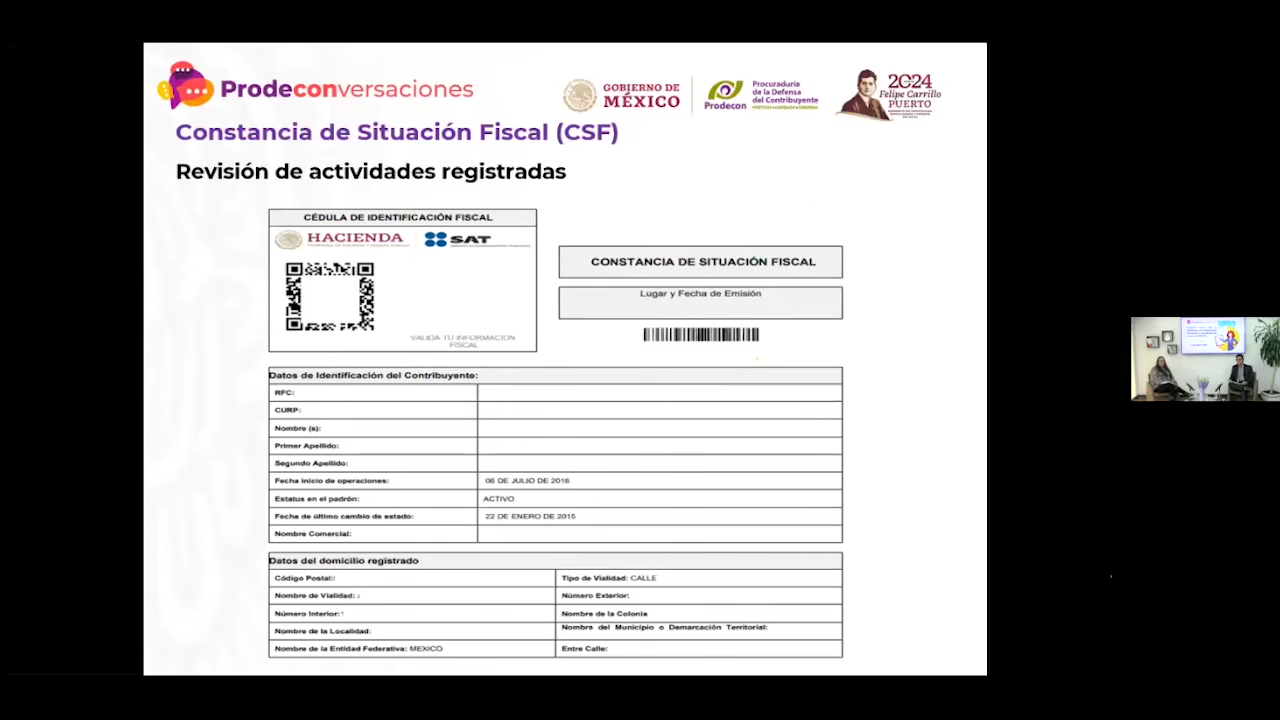 Prodeconversaciones
GOBIERNO DE
MÉXICO
Prodecon
Procuraduría
de la Defensa
del Contribuyente
2024
Felipe Carrillo
PUERTO
Constancia de Situación Fiscal (CSF)
Revisión de actividades registradas
CÉDULA DE IDENTIFICACIÓN FISCAL
HACIENDA
SAT
VALIDA TU INFORMACION
FISCAL
CONSTANCIA DE SITUACIÓN FISCAL
Lugar y Fecha de Emisión
Datos de Identificación del Contribuyente:
RFC:
CURP:
Nombre (s):
Primer Apellido:
Segundo Apellido:
Fecha inicio de operaciones: 06 DE JULIO DE 2016
Estatus en el padrón: ACTIVO
Fecha de último cambio de estado: 22 DE ENERO DE 2015
Nombre Comercial:
Datos del domicilio registrado
Código Postal: Tipo de Vialidad: CALLE
Nombre de Vialidad: Número Exterior:
Número Interior: Nombre de la Colonia
Nombre de la Localidad: Nombre del Municipio o Demarcación Territorial:
Nombre de la Entidad Federativa: MEXICO Entre Calle: